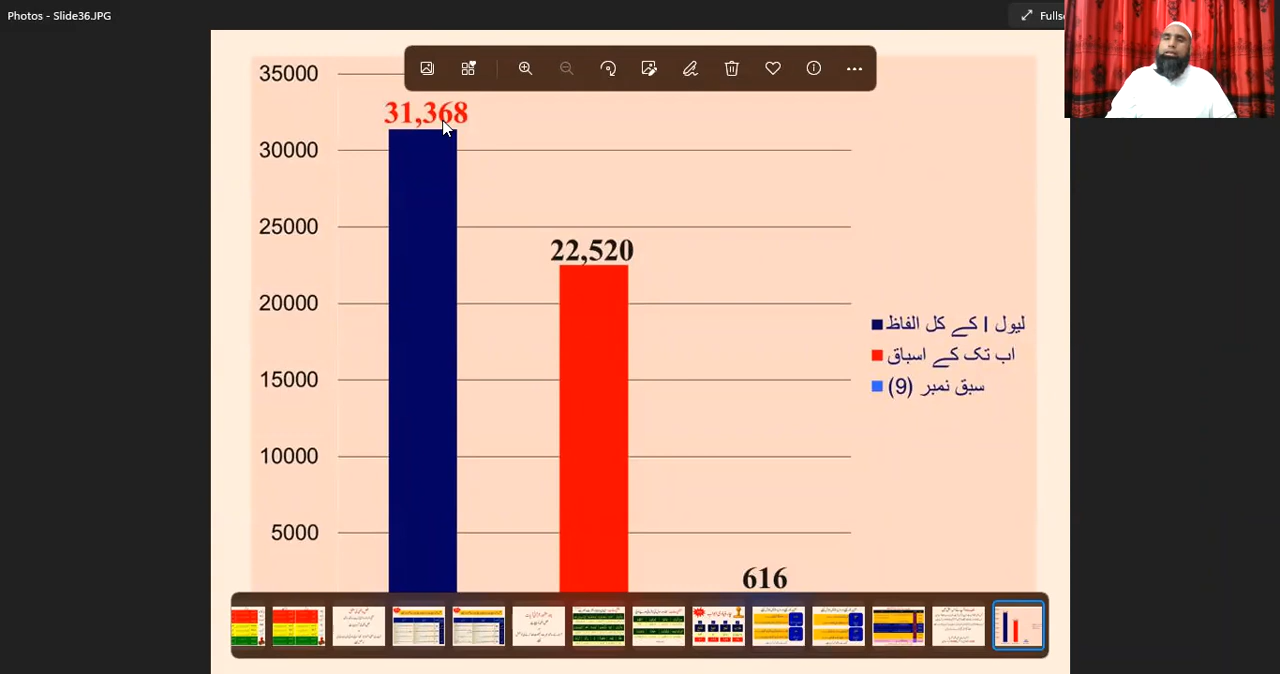 Photos - Slide36.JPG
Fulls
35000
31,368
30000
25000
22,520
20000
15000
10000
5000
616
لیول I کے کل الفاظ
اب تک کے اسباق
سبق نمبر (9)